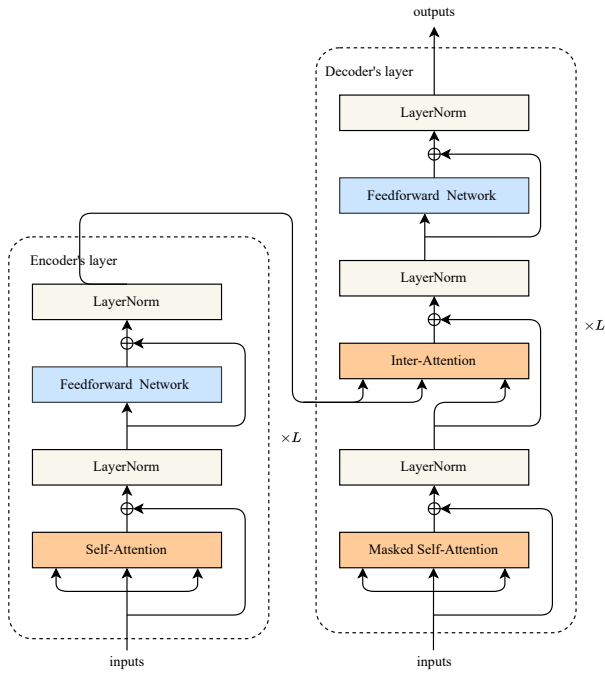 outputs
Decoder's layer
LayerNorm
Feedforward Network
LayerNorm
Inter-Attention
LayerNorm
Masked Self-Attention
inputs
×L
Encoder's layer
LayerNorm
Feedforward Network
LayerNorm
Self-Attention
inputs
×L